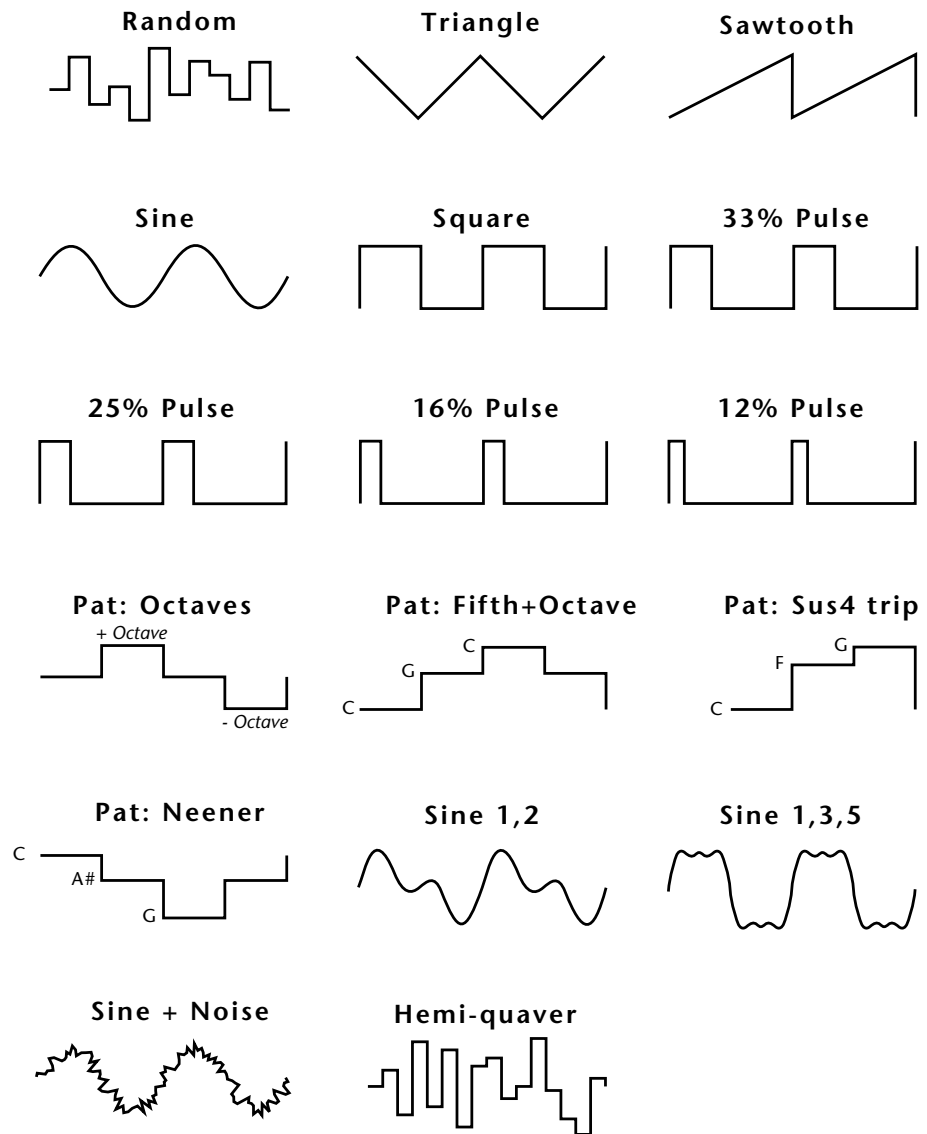 Random
Triangle
Sawtooth
Sine
Square
33% Pulse
25% Pulse
16% Pulse
12% Pulse
Pat: Octaves
+ Octave
- Octave
Pat: Fifth+Octave
C
G
C
Pat: Sus4 trip
G
F
C
Pat: Neener
C
A#
G
Sine 1,2
Sine 1,3,5
Sine + Noise
Hemi-quaver